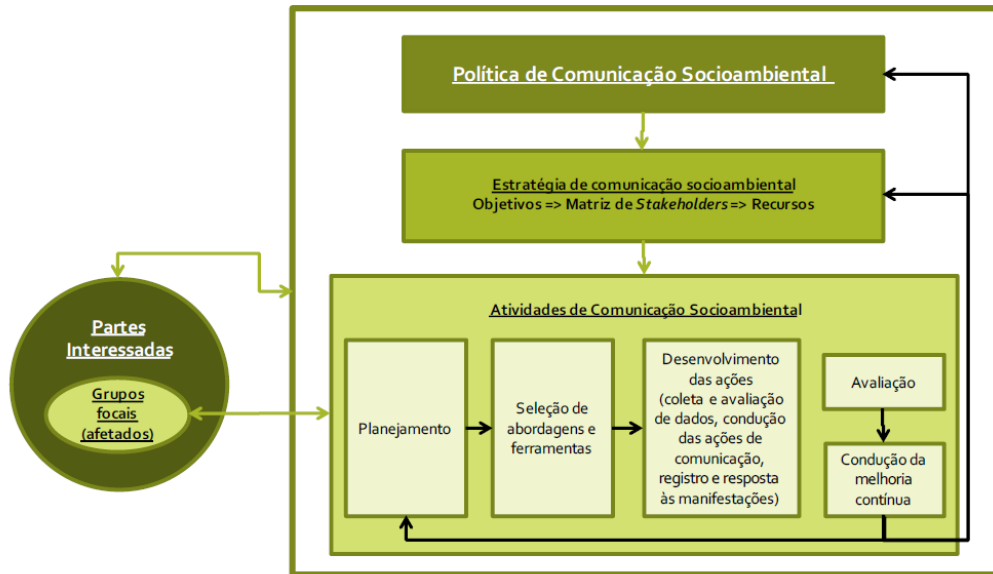 Política de Comunicação Socioambiental
Estratégia de comunicação socioambiental
Objetivos => Matriz de Stakeholders => Recursos
Partes
Interessadas
Grupos
focais
(afetados)
Atividades de Comunicação Socioambiental
Planejamento
Seleção de
abordagens e
ferramentas
Desenvolvimento
das ações
(coleta e avaliação
de dados, condução
das ações de
comunicação,
registro e resposta
às manifestações)
Avaliação
Condução da
melhoria
contínua